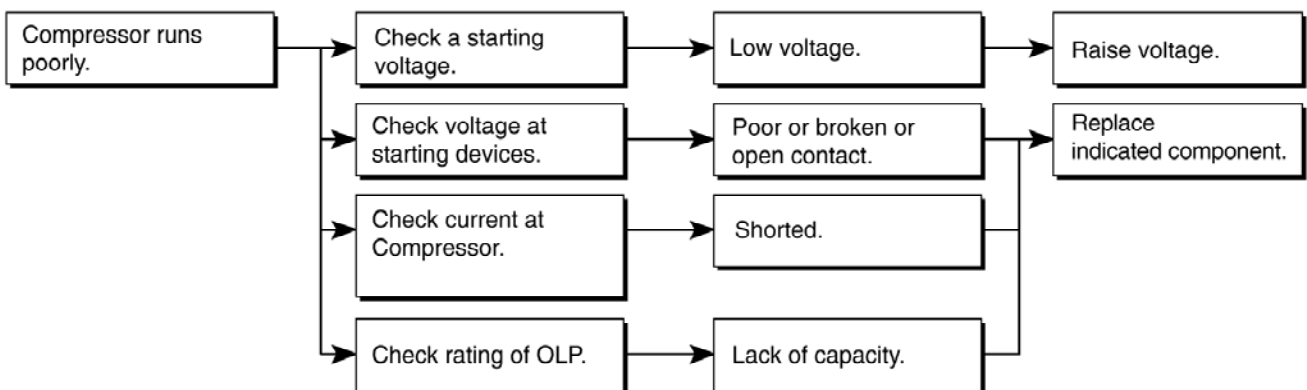 Compressor runs
poorly.
Check a starting
voltage.
Low voltage.
Raise voltage.
Check voltage at
starting devices.
Poor or broken or
open contact.
Replace
indicated component.
Check current at
Compressor.
Shorted.
Check rating of OLP.
Lack of capacity.